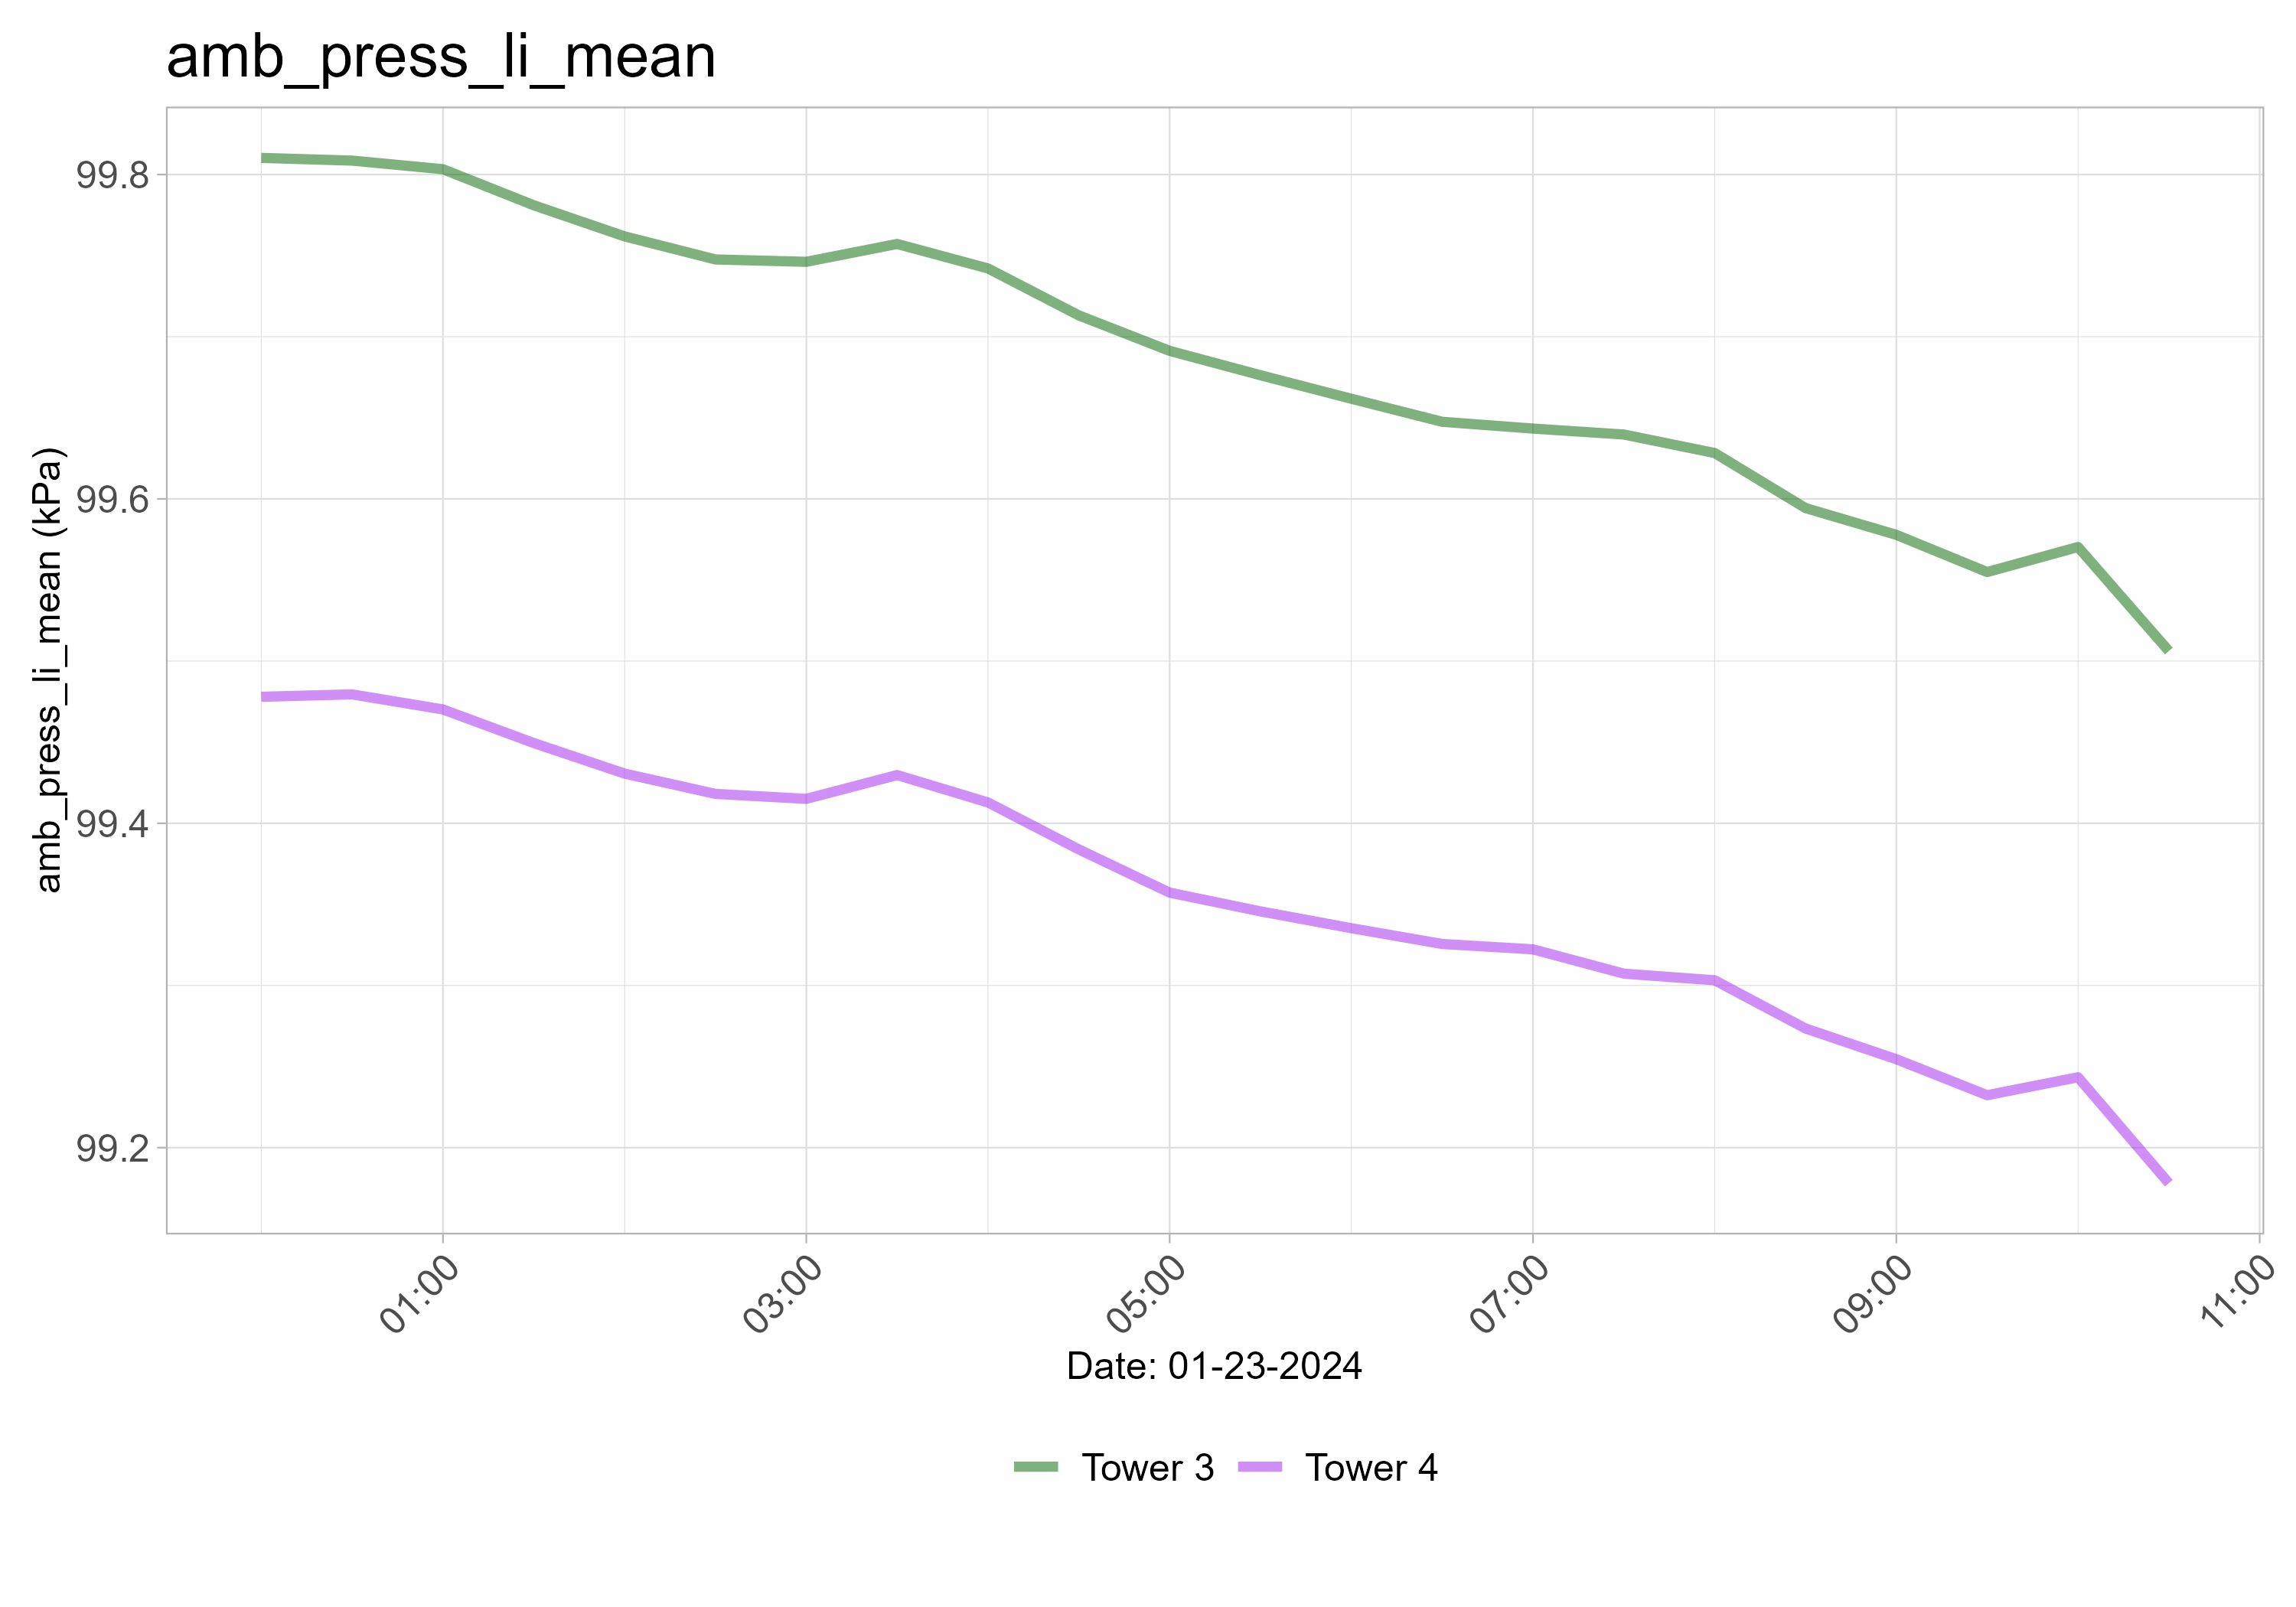 amb_press_li_mean
amb_press_li_mean (kPa)
99.8
99.6
99.4
99.2
01:00
03:00
05:00
07:00
09:00
11:00
Date: 01-23-2024
Tower 3
Tower 4